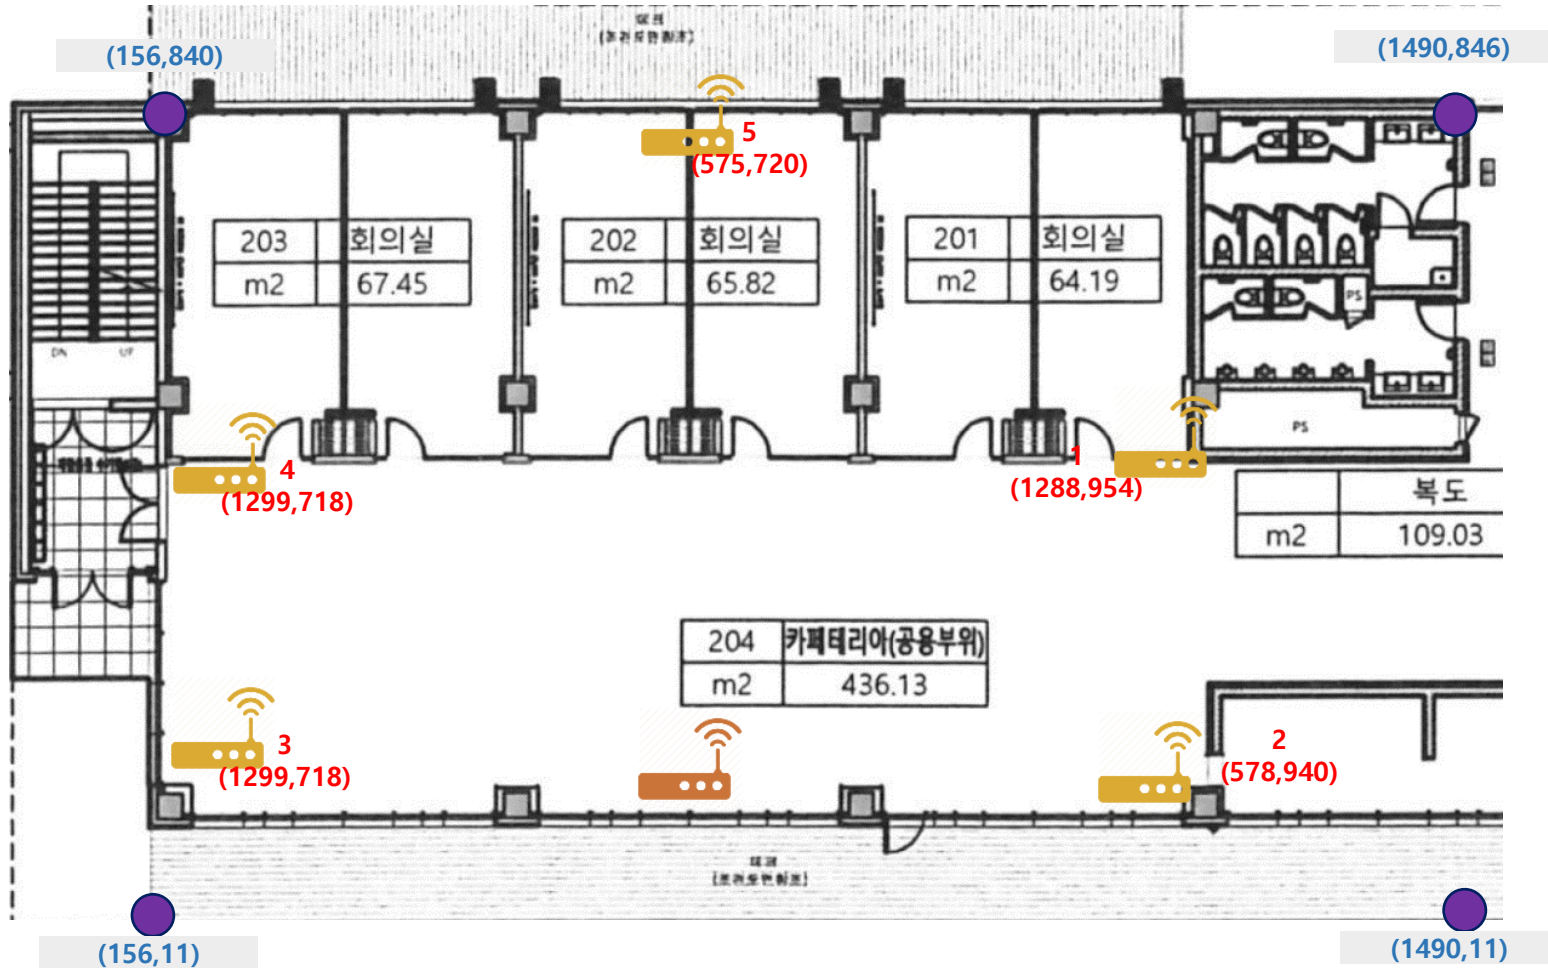 (156,840)
(1490,846)
5
(575,720)
203 회의실
m2 67.45
202 회의실
m2 65.82
201 회의실
m2 64.19
PS
DN UP
PS
4
(1299,718)
1
(1288,954)
복도
m2 109.03
204 카페테리아(공용부위)
m2 436.13
3
(1299,718)
2
(578,940)
(156,11)
(1490,11)